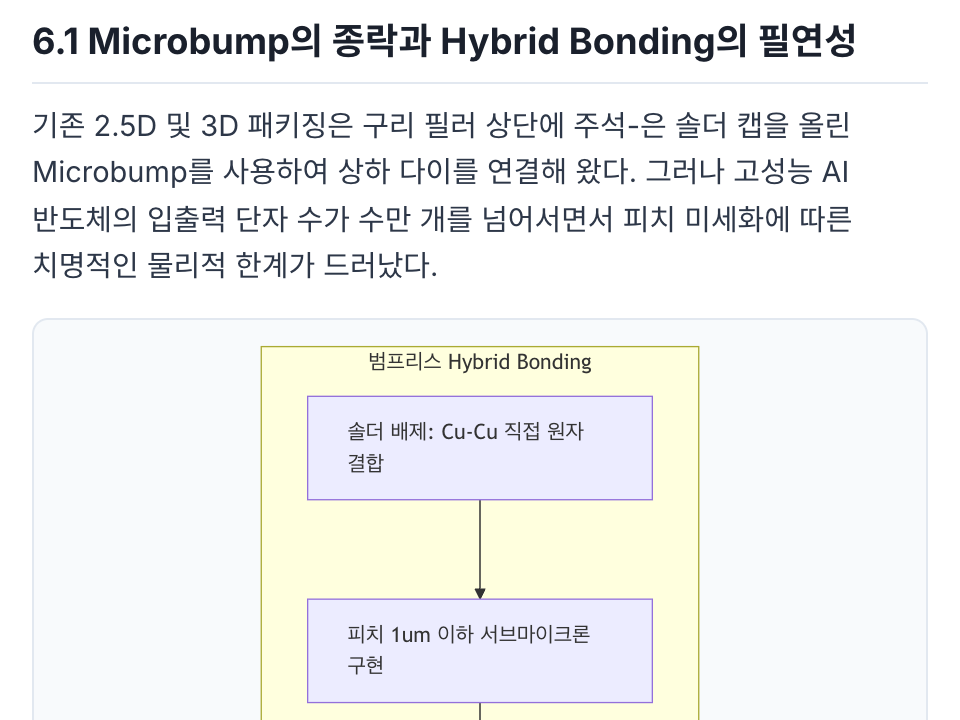 6.1 Microbump의 종락과 Hybrid Bonding의 필연성
기존 2.5D 및 3D 패키징은 구리 필러 상단에 주석-은 솔더 캡을 올린
Microbump를 사용하여 상하 다이를 연결해 왔다. 그러나 고성능 AI
반도체의 입출력 단자 수가 수만 개를 넘어서면서 피치 미세화에 따른
치명적인 물리적 한계가 드러났다.
범프리스 Hybrid Bonding
솔더 배제: Cu-Cu 직접 원자
결합
피치 1um 이하 서브마이크론
구현